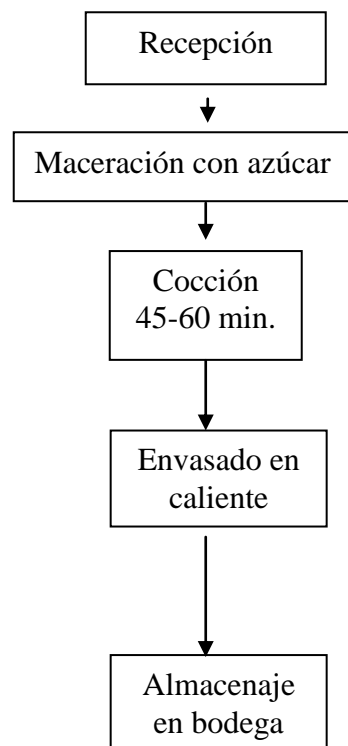 Recepción
Maceración con azúcar
Cocción
45-60 min.
Envasado en
caliente
Almacenaje
en bodega